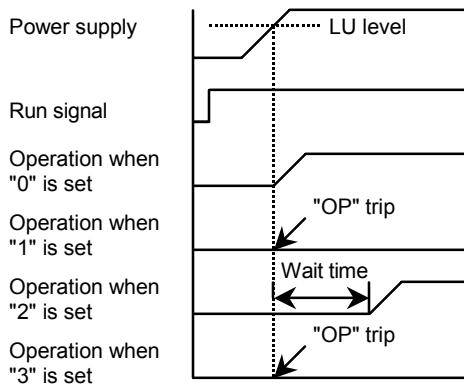 Power supply
LU level
Run signal
Operation when
"0" is set
Operation when
"1" is set
"OP" trip
Wait time
Operation when
"2" is set
"OP" trip
Operation when
"3" is set